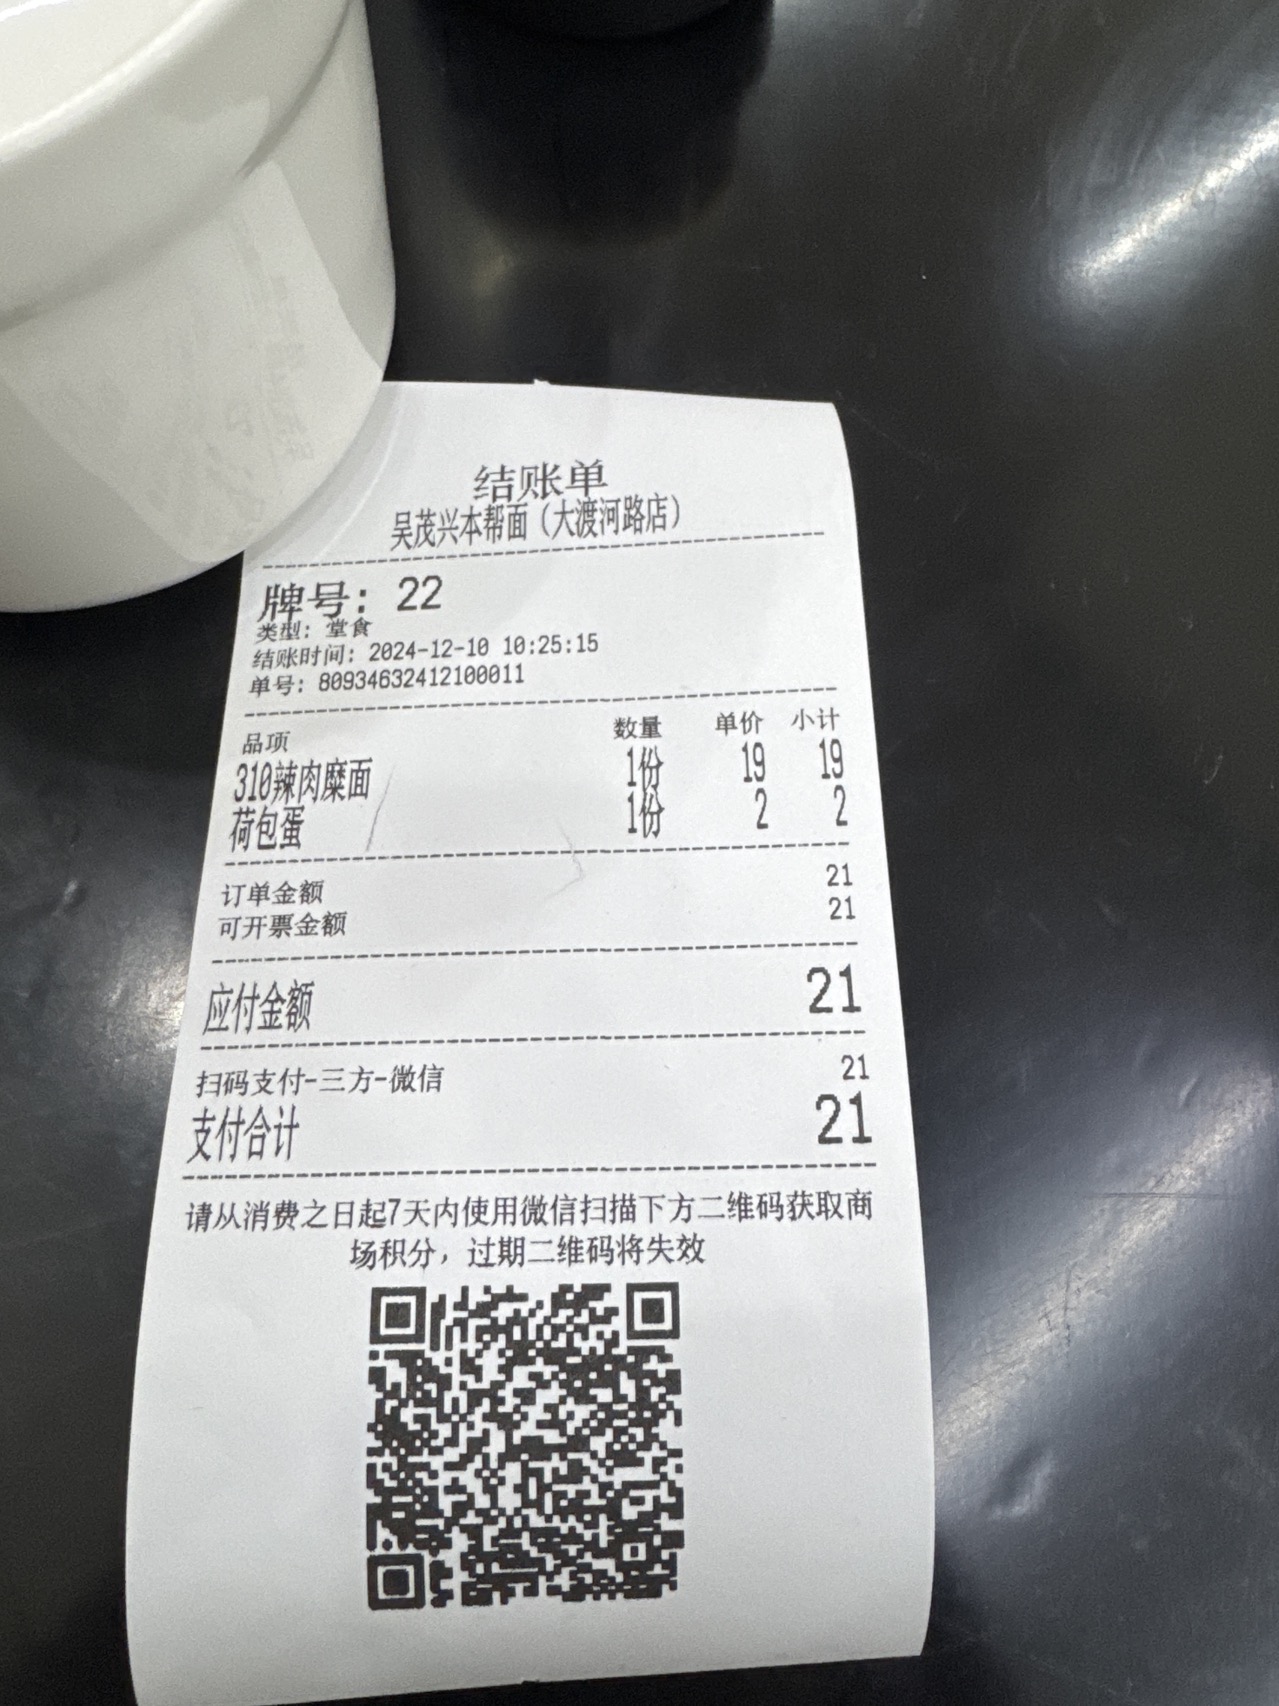 结账单
吴茂兴本帮面（大渡河路店）
牌号: 22
类型: 堂食
结账时间: 2024-12-10 10:25:15
单号: 80934632412100011
品项 数量 单价 小计
310辣肉糜面 1份 19 19
荷包蛋 1份 2 2
订单金额 21
可开票金额 21
应付金额 21
扫码支付-三方-微信 21
支付合计 21
请从消费之日起7天内使用微信扫描下方二维码获取商
场积分，过期二维码将失效